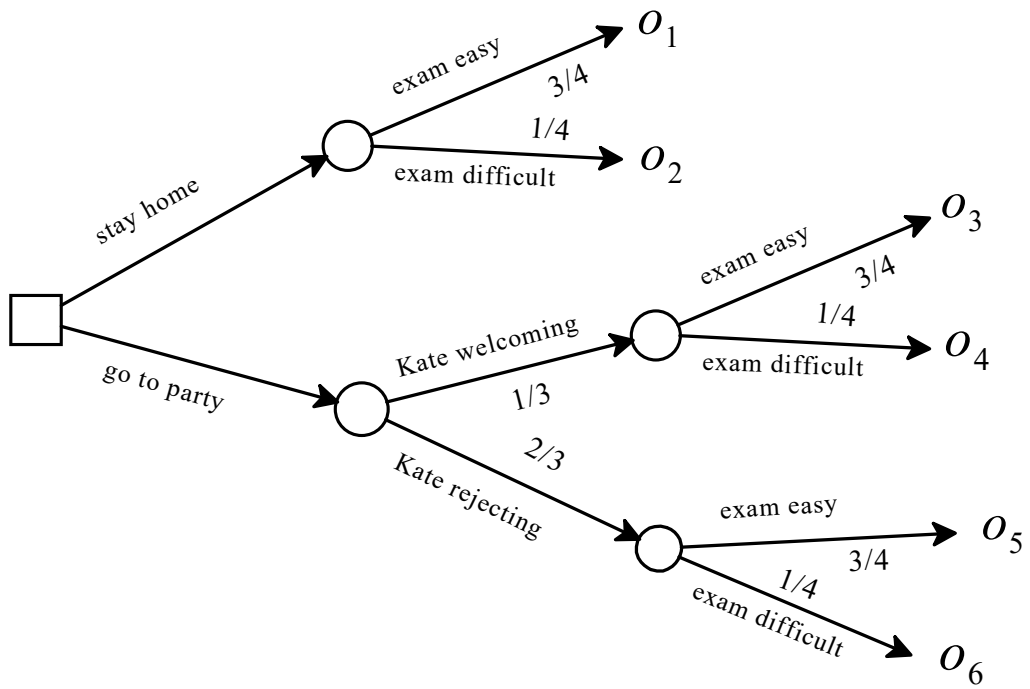 exam easy
3/4
o1
1/4
exam difficult
o2
stay home
go to party
Kate welcoming
1/3
exam easy
3/4
o3
1/4
exam difficult
o4
2/3
Kate rejecting
exam easy
3/4
o5
1/4
exam difficult
o6